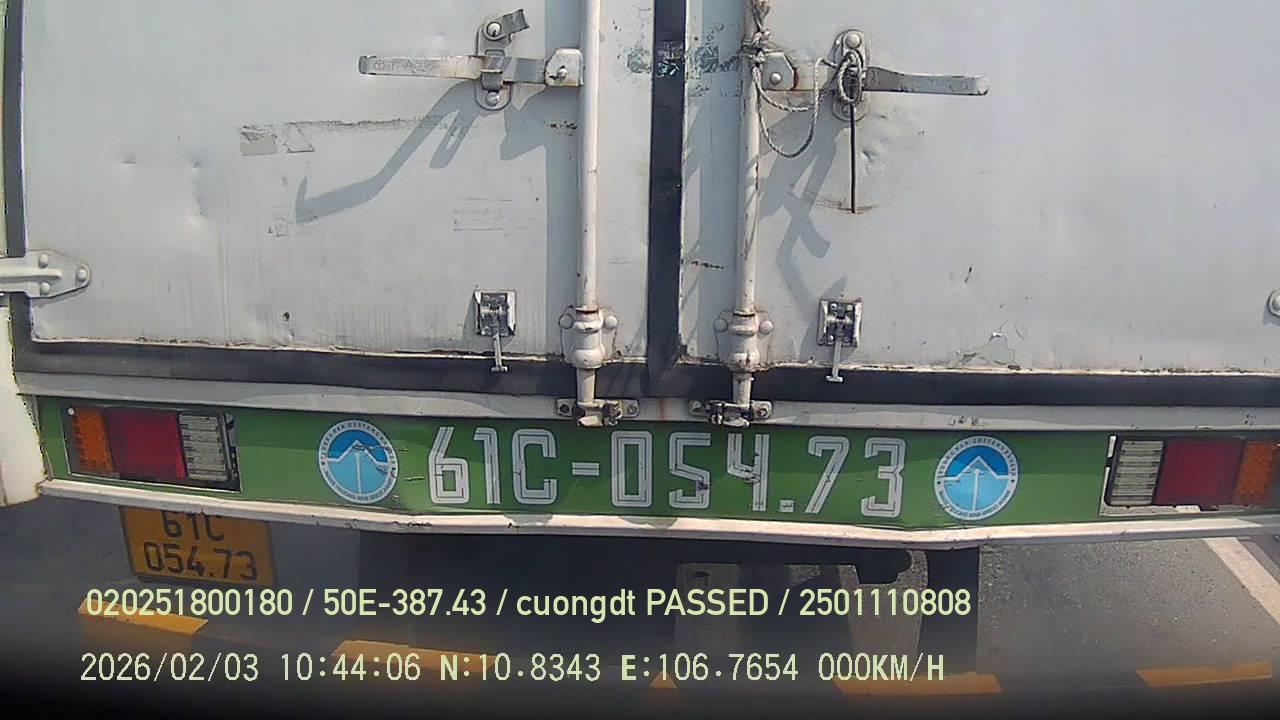 61C-054.73
61C
054.73
020251800180 / 50E-387.43 / cuongdt PASSED / 2501110808
2026/02/03 10:44:06 N:10.8343 E:106.7654 000KM/H